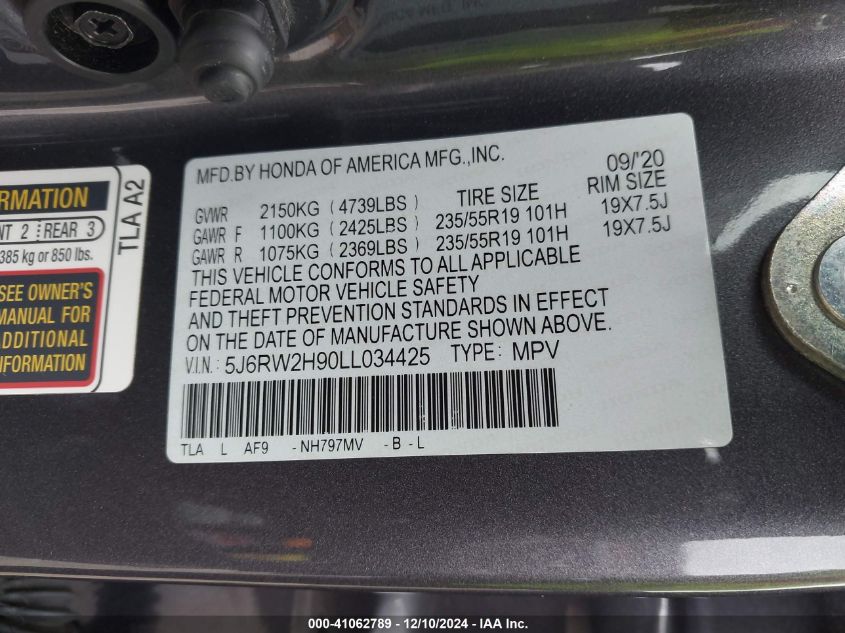 MFD.BY HONDA OF AMERICA MFG.,INC. 09/'20
GVWR 2150KG (4739LBS) TIRE SIZE RIM SIZE
GAWR F 1100KG (2425LBS) 235/55R19 101H 19X7.5J
GAWR R 1075KG (2369LBS) 235/55R19 101H 19X7.5J
THIS VEHICLE CONFORMS TO ALL APPLICABLE
FEDERAL MOTOR VEHICLE SAFETY
AND THEFT PREVENTION STANDARDS IN EFFECT
ON THE DATE OF MANUFACTURE SHOWN ABOVE.
V.I.N.: 5J6RW2H90LL034425 TYPE: MPV
TLA L AF9 -NH797MV -B -L
2 REAR 3
385 kg or 850 lbs.
SEE OWNER'S
MANUAL FOR
INFORMATION
TLA A2
000-41062789 - 12/10/2024 - IAA Inc.